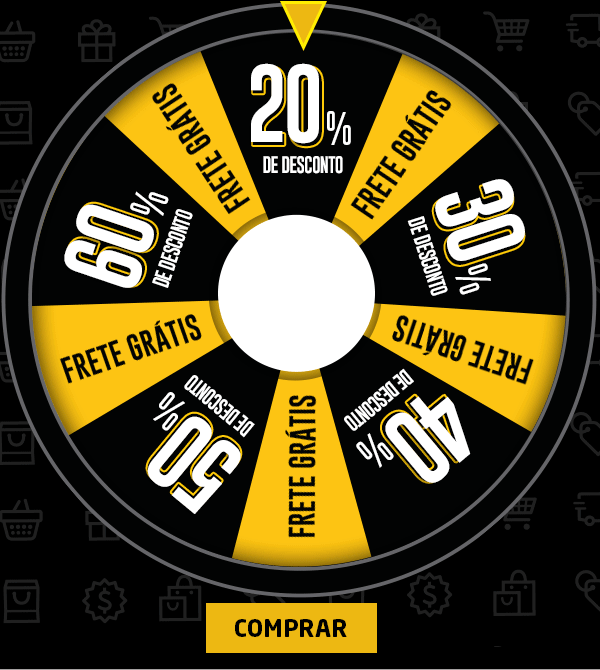 20%
DE DESCONTO
FRETE GRÁTIS
30%
DE DESCONTO
FRETE GRÁTIS
40%
DE DESCONTO
FRETE GRÁTIS
50%
DE DESCONTO
FRETE GRÁTIS
60%
DE DESCONTO
FRETE GRÁTIS
COMPRAR